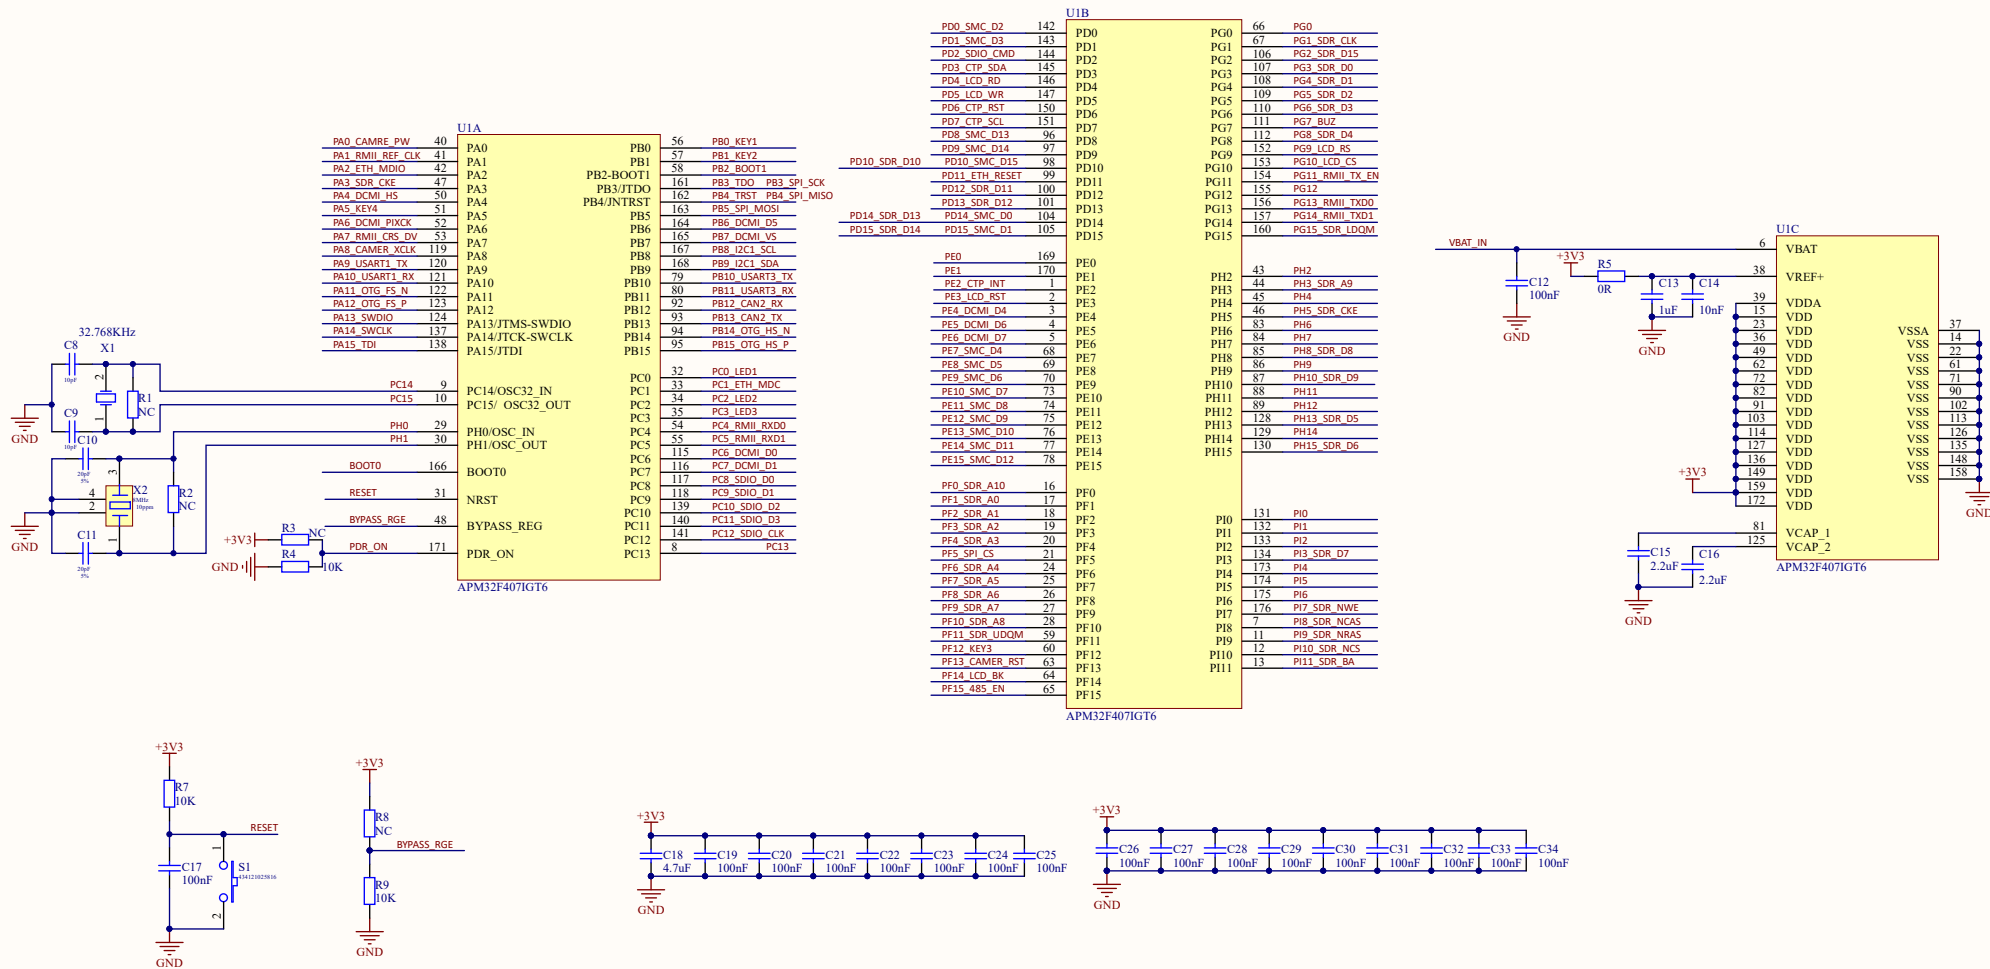 U1A
PA0_CAMRE_PW 40 PA0 PB0 56 PB0_KEY1
PA1_RMII_REF_CLK 41 PA1 PB1 57 PB1_KEY2
PA2_ETH_MDIO 42 PA2 PB2-BOOT1 58 PB2_BOOT1
PA3_SDR_CKE 47 PA3 PB3/JTDO 161 PB3_TDO PB3_SPI_SCK
PA4_DCMI_HS 50 PA4 PB4/JNTRST 162 PB4_TRST PB4_SPI_MISO
PA5_KEY4 51 PA5 PB5 163 PB5_SPI_MOSI
PA6_DCMI_PIXCK 52 PA6 PB6 164 PB6_DCMI_D5
PA7_RMII_CRS_DV 53 PA7 PB7 165 PB7_DCMI_VS
PA8_CAMER_XCLK 119 PA8 PB8 167 PB8_I2C1_SCL
PA9_USART1_TX 120 PA9 PB9 168 PB9_I2C1_SDA
PA10_USART1_RX 121 PA10 PB10 79 PB10_USART3_TX
PA11_OTG_FS_N 122 PA11 PB11 80 PB11_USART3_RX
PA12_OTG_FS_P 123 PA12 PB12 92 PB12_CAN2_RX
PA13_SWDIO 124 PA13/JTMS-SWDIO PB13 93 PB13_CAN2_TX
PA14_SWCLK 137 PA14/JTCK-SWCLK PB14 94 PB14_OTG_HS_N
PA15_TDI 138 PA15/JTDI PB15 95 PB15_OTG_HS_P
PC0 32 PC0_LED1
PC14 9 PC14/OSC32_IN PC1 33 PC1_ETH_MDC
PC15 10 PC15/ OSC32_OUT PC2 34 PC2_LED2
PC3 35 PC3_LED3
PH0 29 PH0/OSC_IN PC4 54 PC4_RMII_RXD0
PH1 30 PH1/OSC_OUT PC5 55 PC5_RMII_RXD1
PC6 115 PC6_DCMI_D0
BOOT0 166 BOOT0 PC7 116 PC7_DCMI_D1
PC8 117 PC8_SDIO_D0
RESET 31 NRST PC9 118 PC9_SDIO_D1
PC10 139 PC10_SDIO_D2
BYPASS_RGE 48 BYPASS_REG PC11 140 PC11_SDIO_D3
PC12 141 PC12_SDIO_CLK
PDR_ON 171 PDR_ON PC13 8 PC13
APM32F407IGT6
32.768KHz
C8 10pF
X1
2
1
R1 NC
GND
C9 10pF
C10 20pF 5%
3
4
2
1
X2 8MHz 10ppm
R2 NC
GND
C11 20pF 5%
+3V3 R3 NC
GND R4 10K
U1B
PD0_SMC_D2 142 PD0 PG0 66 PG0
PD1_SMC_D3 143 PD1 PG1 67 PG1_SDR_CLK
PD2_SDIO_CMD 144 PD2 PG2 106 PG2_SDR_D15
PD3_CTP_SDA 145 PD3 PG3 107 PG3_SDR_D0
PD4_LCD_RD 146 PD4 PG4 108 PG4_SDR_D1
PD5_LCD_WR 147 PD5 PG5 109 PG5_SDR_D2
PD6_CTP_RST 150 PD6 PG6 110 PG6_SDR_D3
PD7_CTP_SCL 151 PD7 PG7 111 PG7_BUZ
PD8_SMC_D13 96 PD8 PG8 112 PG8_SDR_D4
PD9_SMC_D14 97 PD9 PG9 152 PG9_LCD_RS
PD10_SDR_D10 PD10_SMC_D15 98 PD10 PG10 153 PG10_LCD_CS
PD11_ETH_RESET 99 PD11 PG11 154 PG11_RMII_TX_EN
PD12_SDR_D11 100 PD12 PG12 155 PG12
PD13_SDR_D12 101 PD13 PG13 156 PG13_RMII_TXD0
PD14_SDR_D13 PD14_SMC_D0 104 PD14 PG14 157 PG14_RMII_TXD1
PD15_SDR_D14 PD15_SMC_D1 105 PD15 PG15 160 PG15_SDR_LDQM
PE0 169 PE0
PE1 170 PE1 PH2 43 PH2
PE2_CTP_INT 1 PE2 PH3 44 PH3_SDR_A9
PE3_LCD_RST 2 PE3 PH4 45 PH4
PE4_DCMI_D4 3 PE4 PH5 46 PH5_SDR_CKE
PE5_DCMI_D6 4 PE5 PH6 83 PH6
PE6_DCMI_D7 5 PE6 PH7 84 PH7
PE7_SMC_D4 68 PE7 PH8 85 PH8_SDR_D8
PE8_SMC_D5 69 PE8 PH9 86 PH9
PE9_SMC_D6 70 PE9 PH10 87 PH10_SDR_D9
PE10_SMC_D7 73 PE10 PH11 88 PH11
PE11_SMC_D8 74 PE11 PH12 89 PH12
PE12_SMC_D9 75 PE12 PH13 128 PH13_SDR_D5
PE13_SMC_D10 76 PE13 PH14 129 PH14
PE14_SMC_D11 77 PE14 PH15 130 PH15_SDR_D6
PE15_SMC_D12 78 PE15
PF0_SDR_A10 16 PF0
PF1_SDR_A0 17 PF1
PF2_SDR_A1 18 PF2 PI0 131 PI0
PF3_SDR_A2 19 PF3 PI1 132 PI1
PF4_SDR_A3 20 PF4 PI2 133 PI2
PF5_SPI_CS 21 PF5 PI3 134 PI3_SDR_D7
PF6_SDR_A4 24 PF6 PI4 173 PI4
PF7_SDR_A5 25 PF7 PI5 174 PI5
PF8_SDR_A6 26 PF8 PI6 175 PI6
PF9_SDR_A7 27 PF9 PI7 176 PI7_SDR_NWE
PF10_SDR_A8 28 PF10 PI8 7 PI8_SDR_NCAS
PF11_SDR_UDQM 59 PF11 PI9 11 PI9_SDR_NRAS
PF12_KEY3 60 PF12 PI10 12 PI10_SDR_NCS
PF13_CAMER_RST 63 PF13 PI11 13 PI11_SDR_BA
PF14_LCD_BK 64 PF14
PF15_485_EN 65 PF15
APM32F407IGT6
U1C
VBAT_IN 6 VBAT
+3V3 R5 0R 38 VREF+
C12 100nF
GND
C13 1uF
C14 10nF
GND
39 VDDA
15 VDD
23 VDD VSSA 37
36 VDD VSS 14
49 VDD VSS 22
62 VDD VSS 61
72 VDD VSS 71
82 VDD VSS 90
91 VDD VSS 102
103 VDD VSS 113
114 VDD VSS 126
127 VDD VSS 135
136 VDD VSS 148
149 VDD VSS 158
159 VDD
172 VDD
+3V3
GND
81 VCAP_1
125 VCAP_2
C15 2.2uF
C16 2.2uF
GND
APM32F407IGT6
+3V3
R7 10K
RESET
C17 100nF
1
S1
434121025816
2
GND
+3V3
R8 NC
BYPASS_RGE
R9 10K
GND
+3V3
C18 C19 C20 C21 C22 C23 C24 C25
4.7uF 100nF 100nF 100nF 100nF 100nF 100nF 100nF
GND
+3V3
C26 C27 C28 C29 C30 C31 C32 C33 C34
100nF 100nF 100nF 100nF 100nF 100nF 100nF 100nF 100nF
GND